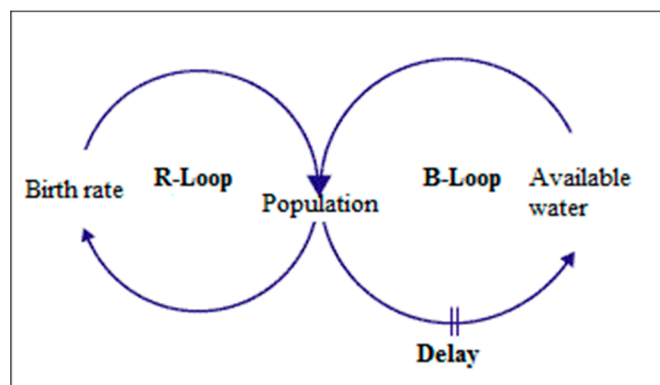 Birth rate
R-Loop
Population
B-Loop
Available
water
Delay